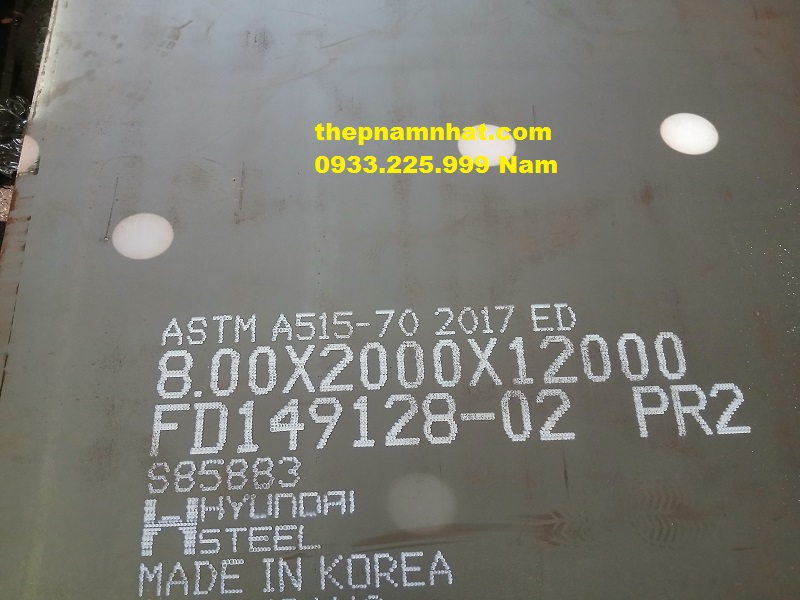 thepnamnhat.com
0933.225.999 Nam
ASTM A515-70 2017 ED
8.00X2000X12000
FD149128-02 PR2
S85883
HYUNDAI
STEEL
MADE IN KOREA